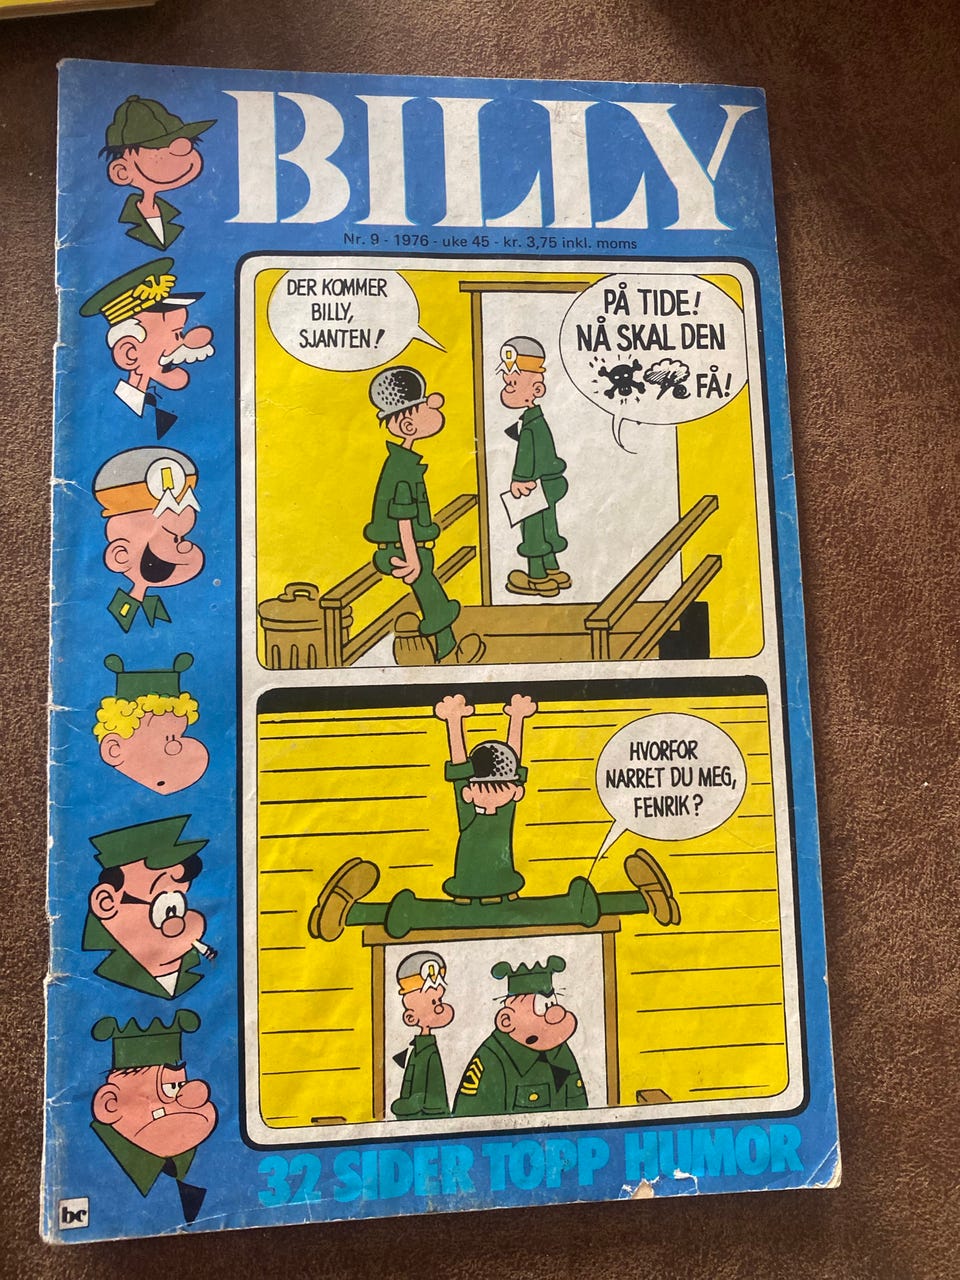 BILLY
Nr. 9 - 1976 - uke 45 - kr. 3,75 inkl. moms
DER KOMMER
BILLY,
SJANTEN!
PÅ TIDE!
NÅ SKAL DEN
FÅ!
HVORFOR
NARRET DU MEG,
FENRIK?
32 SIDER TOPP HUMOR
bc